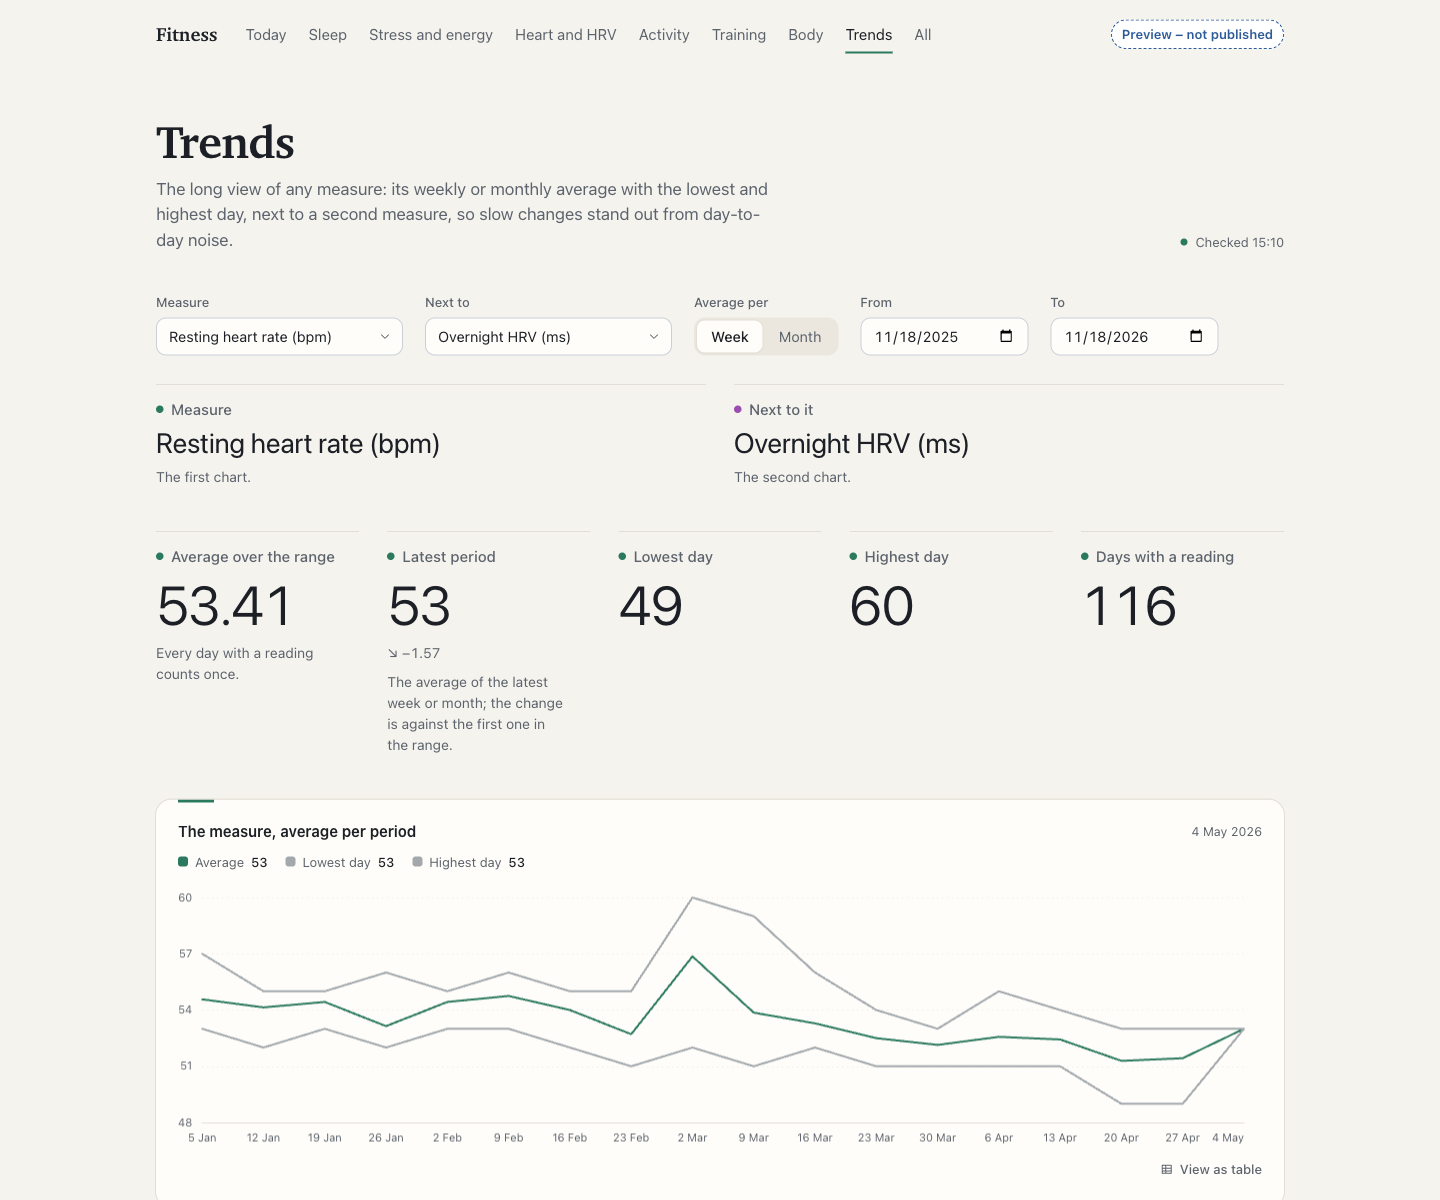 Fitness Today Sleep Stress and energy Heart and HRV Activity Training Body Trends All Preview – not published
Trends
The long view of any measure: its weekly or monthly average with the lowest and
highest day, next to a second measure, so slow changes stand out from day-to-
day noise.
Checked 15:10
Measure Next to Average per From To
Resting heart rate (bpm) Overnight HRV (ms) Week Month 11/18/2025 11/18/2026
Measure
Resting heart rate (bpm)
The first chart.
Next to it
Overnight HRV (ms)
The second chart.
Average over the range
53.41
Every day with a reading
counts once.
Latest period
53
↘ −1.57
The average of the latest
week or month; the change
is against the first one in
the range.
Lowest day
49
Highest day
60
Days with a reading
116
The measure, average per period 4 May 2026
Average 53 Lowest day 53 Highest day 53
60
57
54
51
48
5 Jan 12 Jan 19 Jan 26 Jan 2 Feb 9 Feb 16 Feb 23 Feb 2 Mar 9 Mar 16 Mar 23 Mar 30 Mar 6 Apr 13 Apr 20 Apr 27 Apr 4 May
View as table